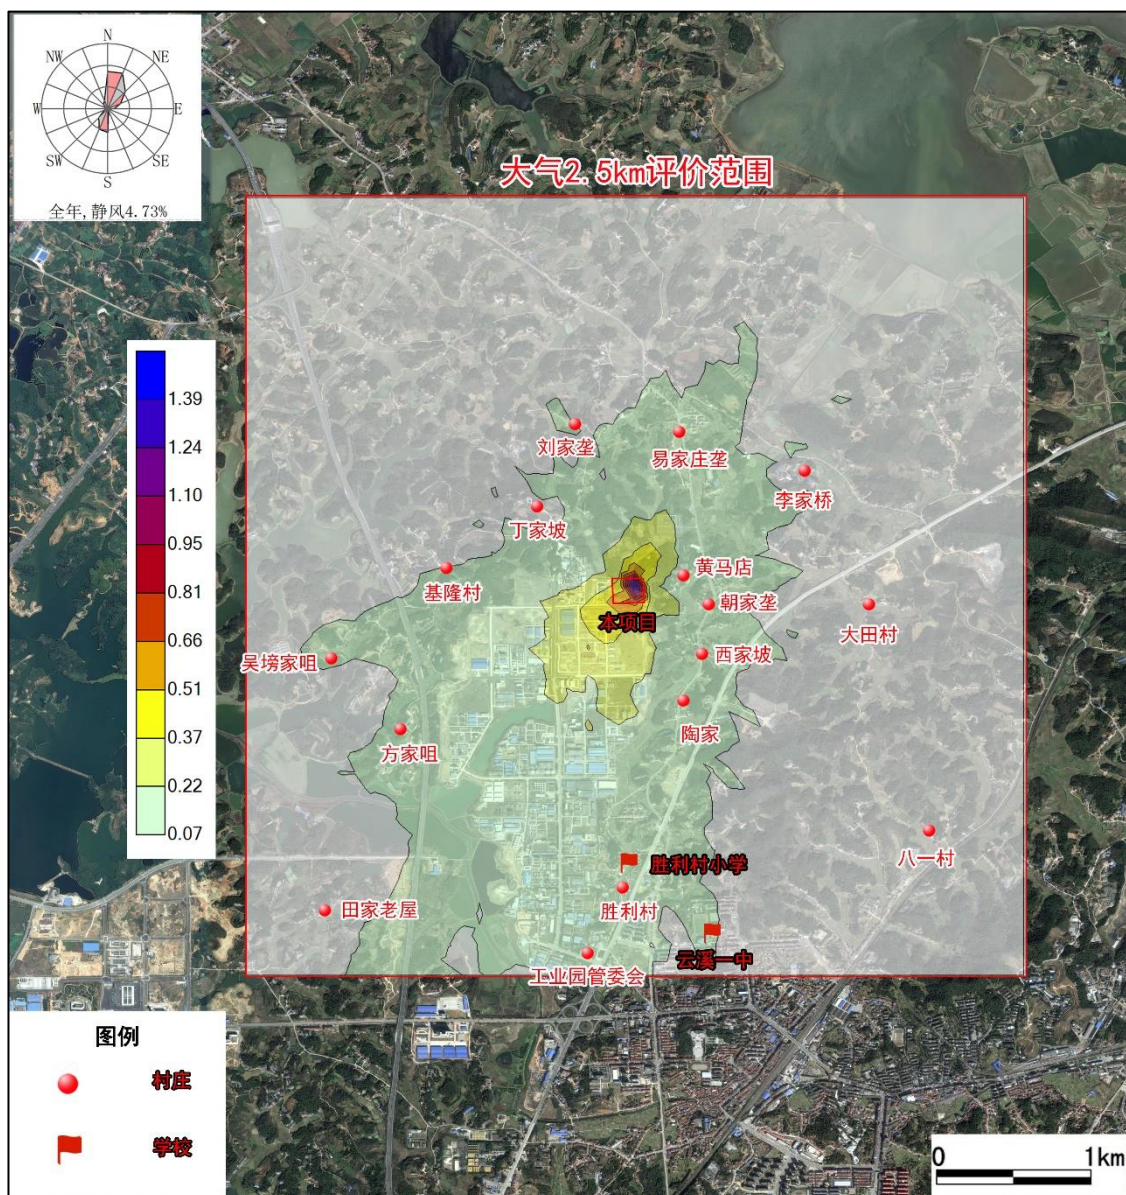 N
NW
NE
W
E
SW
SE
S
全年,静风4.73%
大气2.5km评价范围
1.39
1.24
1.10
0.95
0.81
0.66
0.51
0.37
0.22
0.07
刘家垄
易家庄垄
李家桥
丁家坡
基隆村
黄马店
朝家垄
本项目
大田村
西家坡
吴塝家咀
陶家
方家咀
八一村
胜利村小学
田家老屋
胜利村
云溪一中
工业园管委会
图例
村庄
学校
0
1km